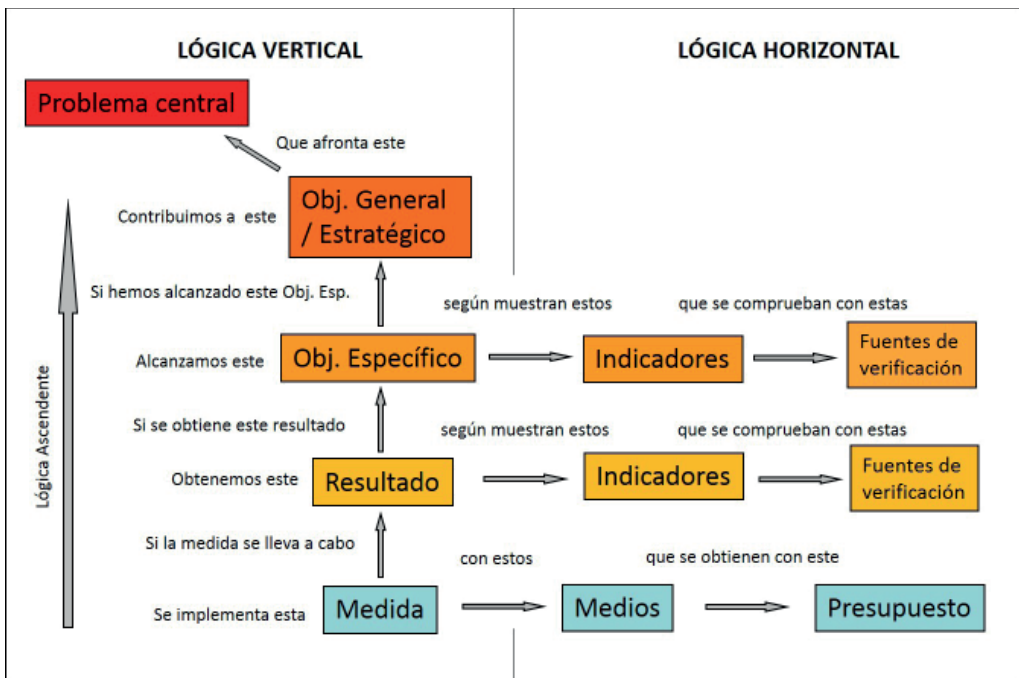 LÓGICA VERTICAL
LÓGICA HORIZONTAL
Problema central
Que afronta este
Contribuimos a este
Obj. General
/ Estratégico
Si hemos alcanzado este Obj. Esp.
según muestran estos
que se comprueban con estas
Alcanzamos este
Obj. Específico
Indicadores
Fuentes de
verificación
Si se obtiene este resultado
según muestran estos
que se comprueban con estas
Obtenemos este
Resultado
Indicadores
Fuentes de
verificación
Si la medida se lleva a cabo
con estos
que se obtienen con este
Se implementa esta
Medida
Medios
Presupuesto
Lógica Ascendente